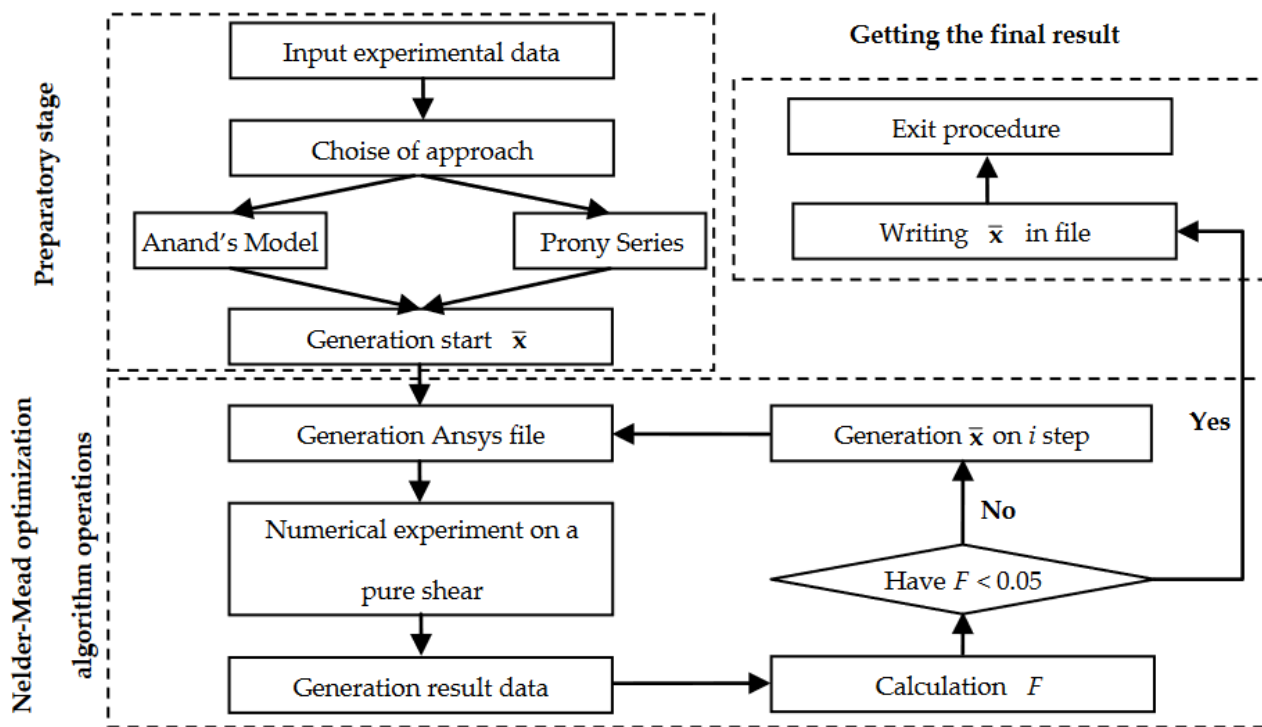 Preparatory stage
Input experimental data
Choise of approach
Anand's Model
Prony Series
Generation start x̄
Getting the final result
Exit procedure
Writing x̄ in file
Nelder-Mead optimization
algorithm operations
Generation Ansys file
Numerical experiment on a
pure shear
Generation result data
Generation x̄ on i step
No
Yes
Have F < 0.05
Calculation F